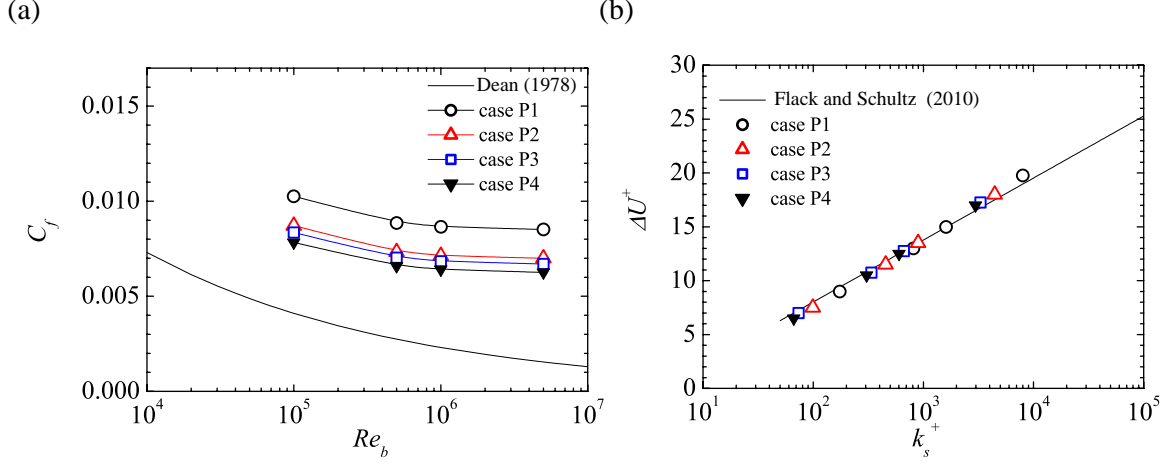 (a)
0.015
0.010
0.005
0.000
C_f
10^4
10^5
10^6
10^7
Re_b
Dean (1978)
case P1
case P2
case P3
case P4
(b)
30
25
20
15
10
5
0
ΔU^+
10^1
10^2
10^3
10^4
10^5
k_s^+
Flack and Schultz (2010)
case P1
case P2
case P3
case P4